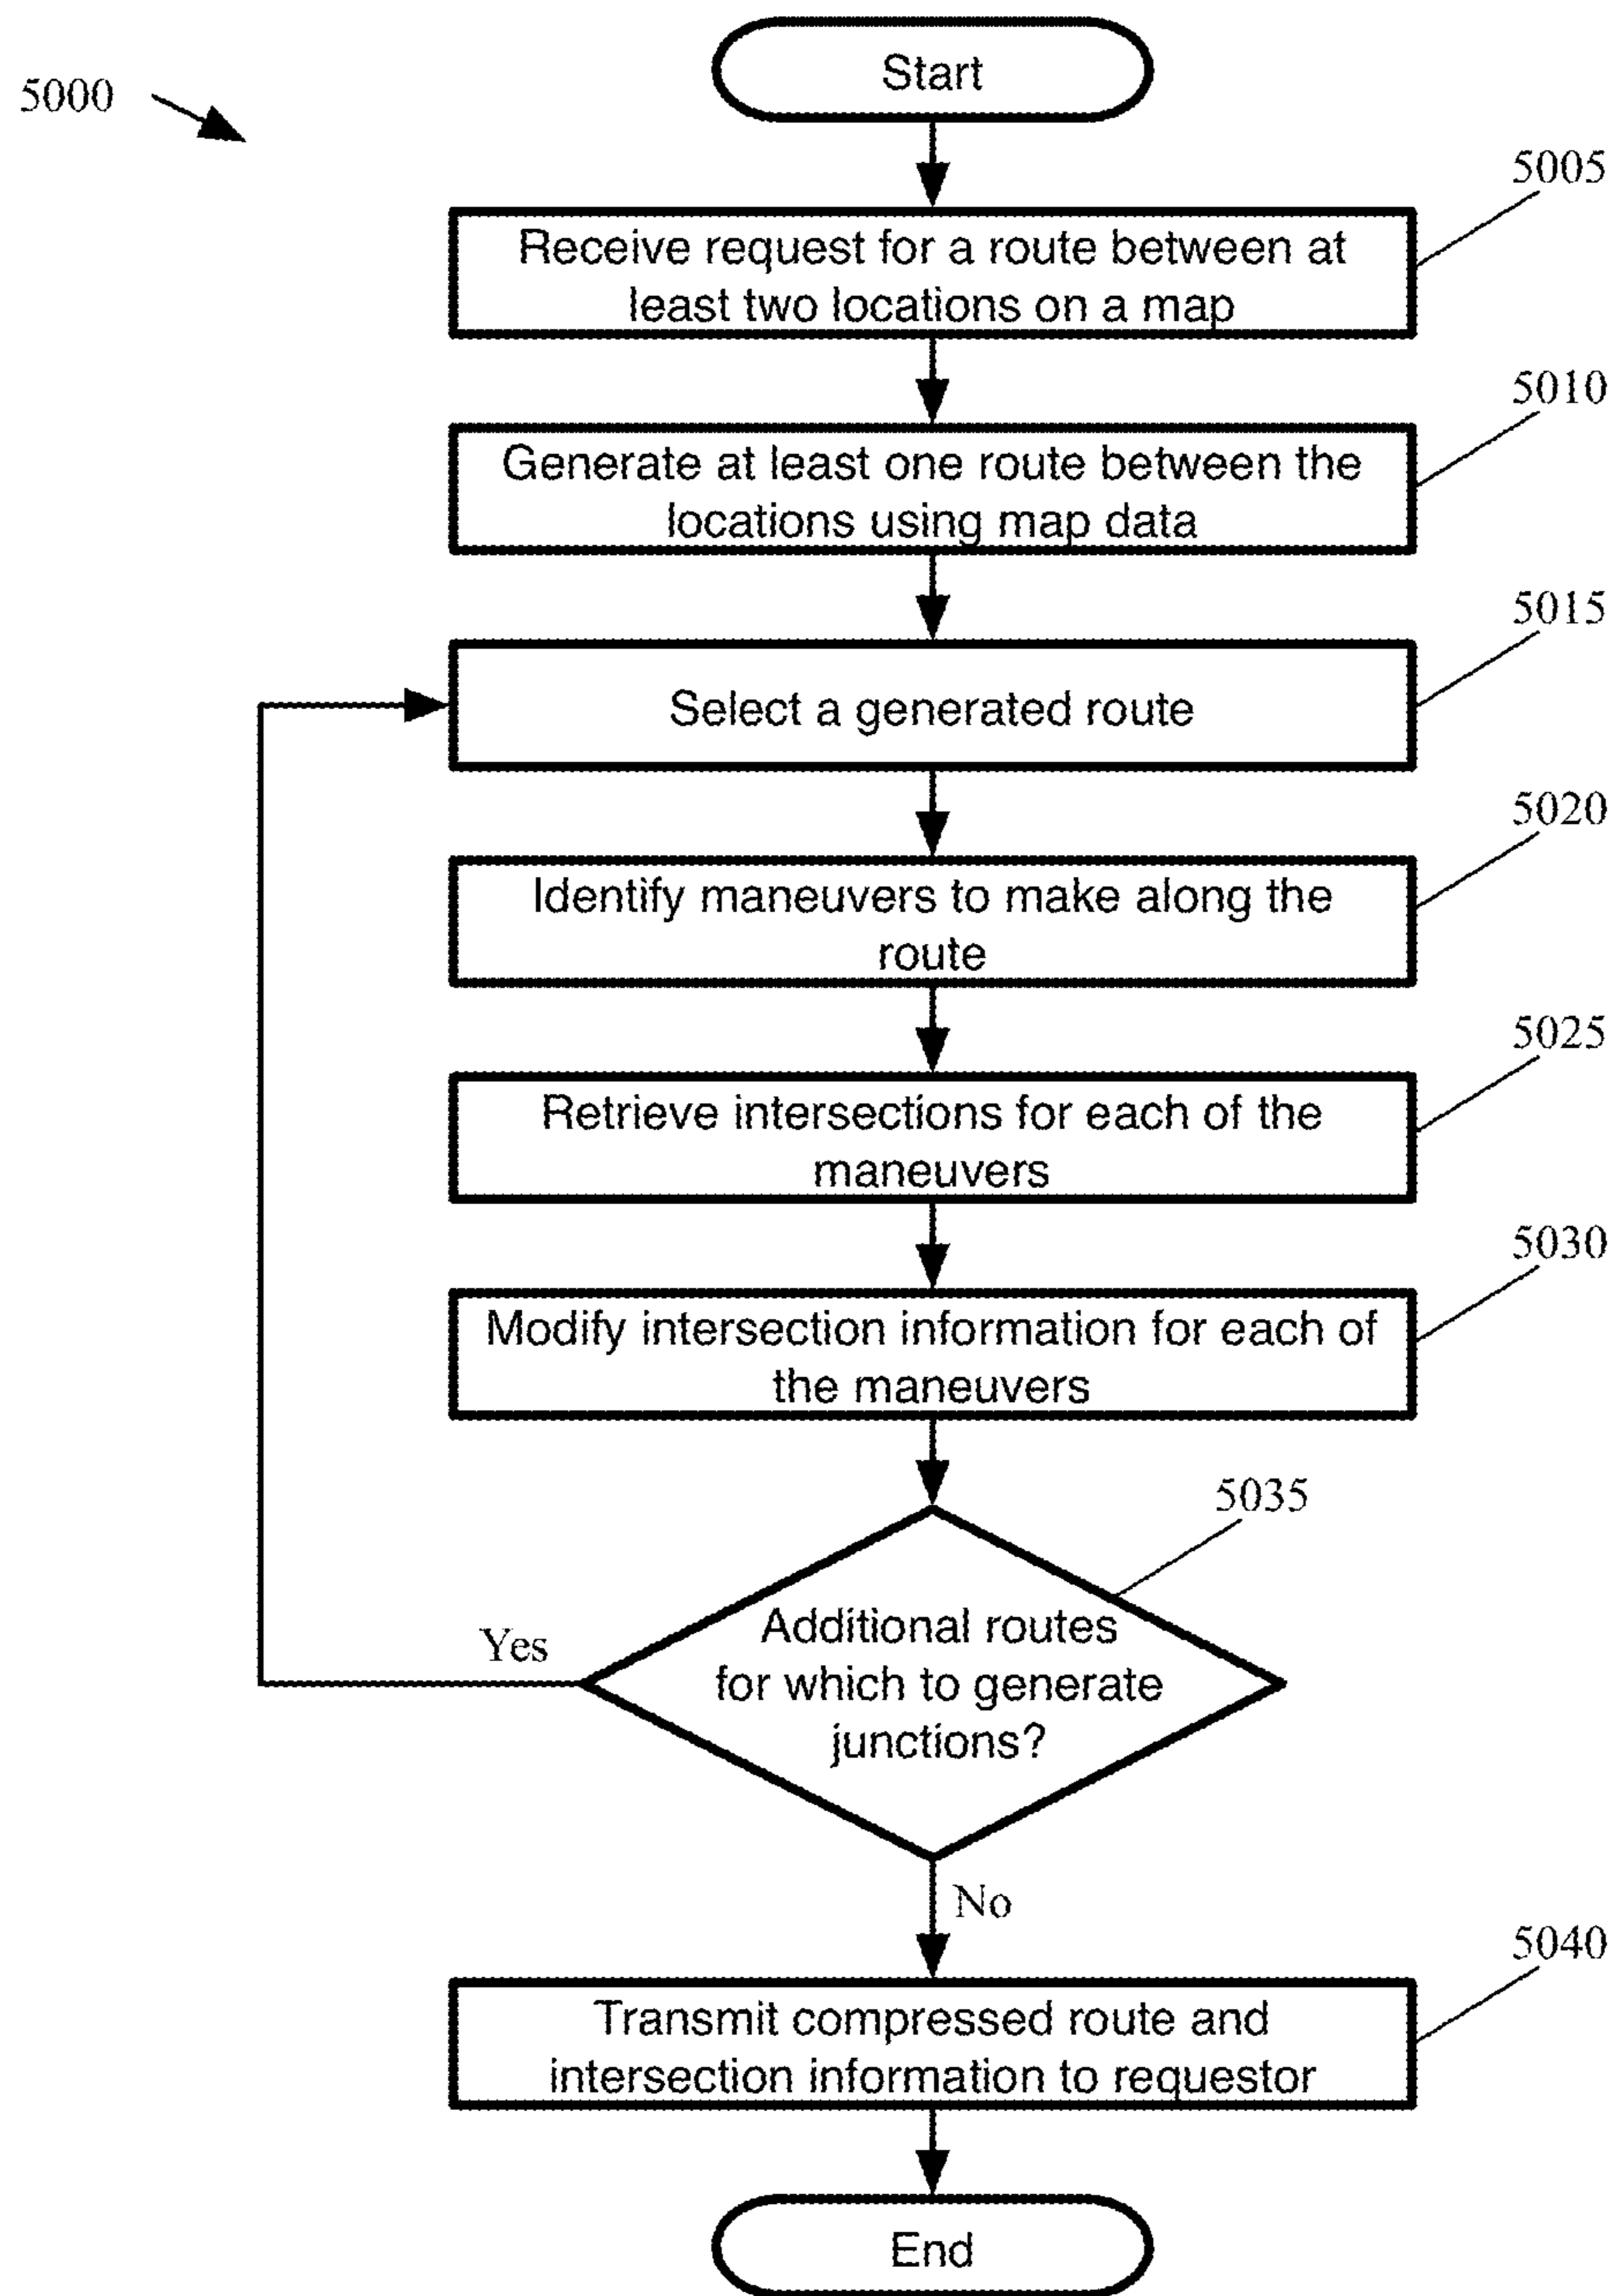 Start
5000
5005
Receive request for a route between at
least two locations on a map
5010
Generate at least one route between the
locations using map data
5015
Select a generated route
5020
Identify maneuvers to make along the
route
5025
Retrieve intersections for each of the
maneuvers
5030
Modify intersection information for each of
the maneuvers
5035
Additional routes
for which to generate
junctions?
Yes
No
5040
Transmit compressed route and
intersection information to requestor
End